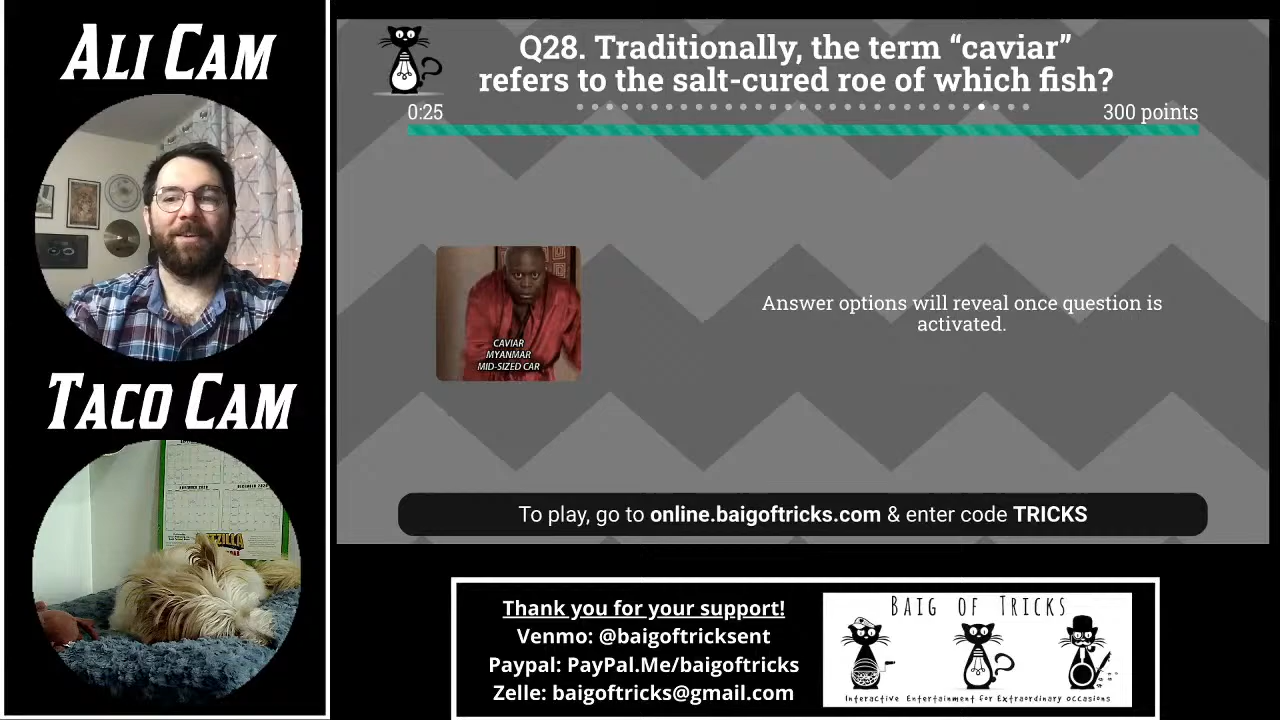 ALI CAM
TACO CAM
Q28. Traditionally, the term “caviar”
refers to the salt-cured roe of which fish?
0:25
300 points
CAVIAR
MYANMAR
MID-SIZED CAR
Answer options will reveal once question is
activated.
To play, go to online.baigoftricks.com & enter code TRICKS
Thank you for your support!
Venmo: @baigoftricksent
Paypal: PayPal.Me/baigoftricks
Zelle: baigoftricks@gmail.com
BAIG OF TRICKS
Interactive Entertainment for Extraordinary occasions